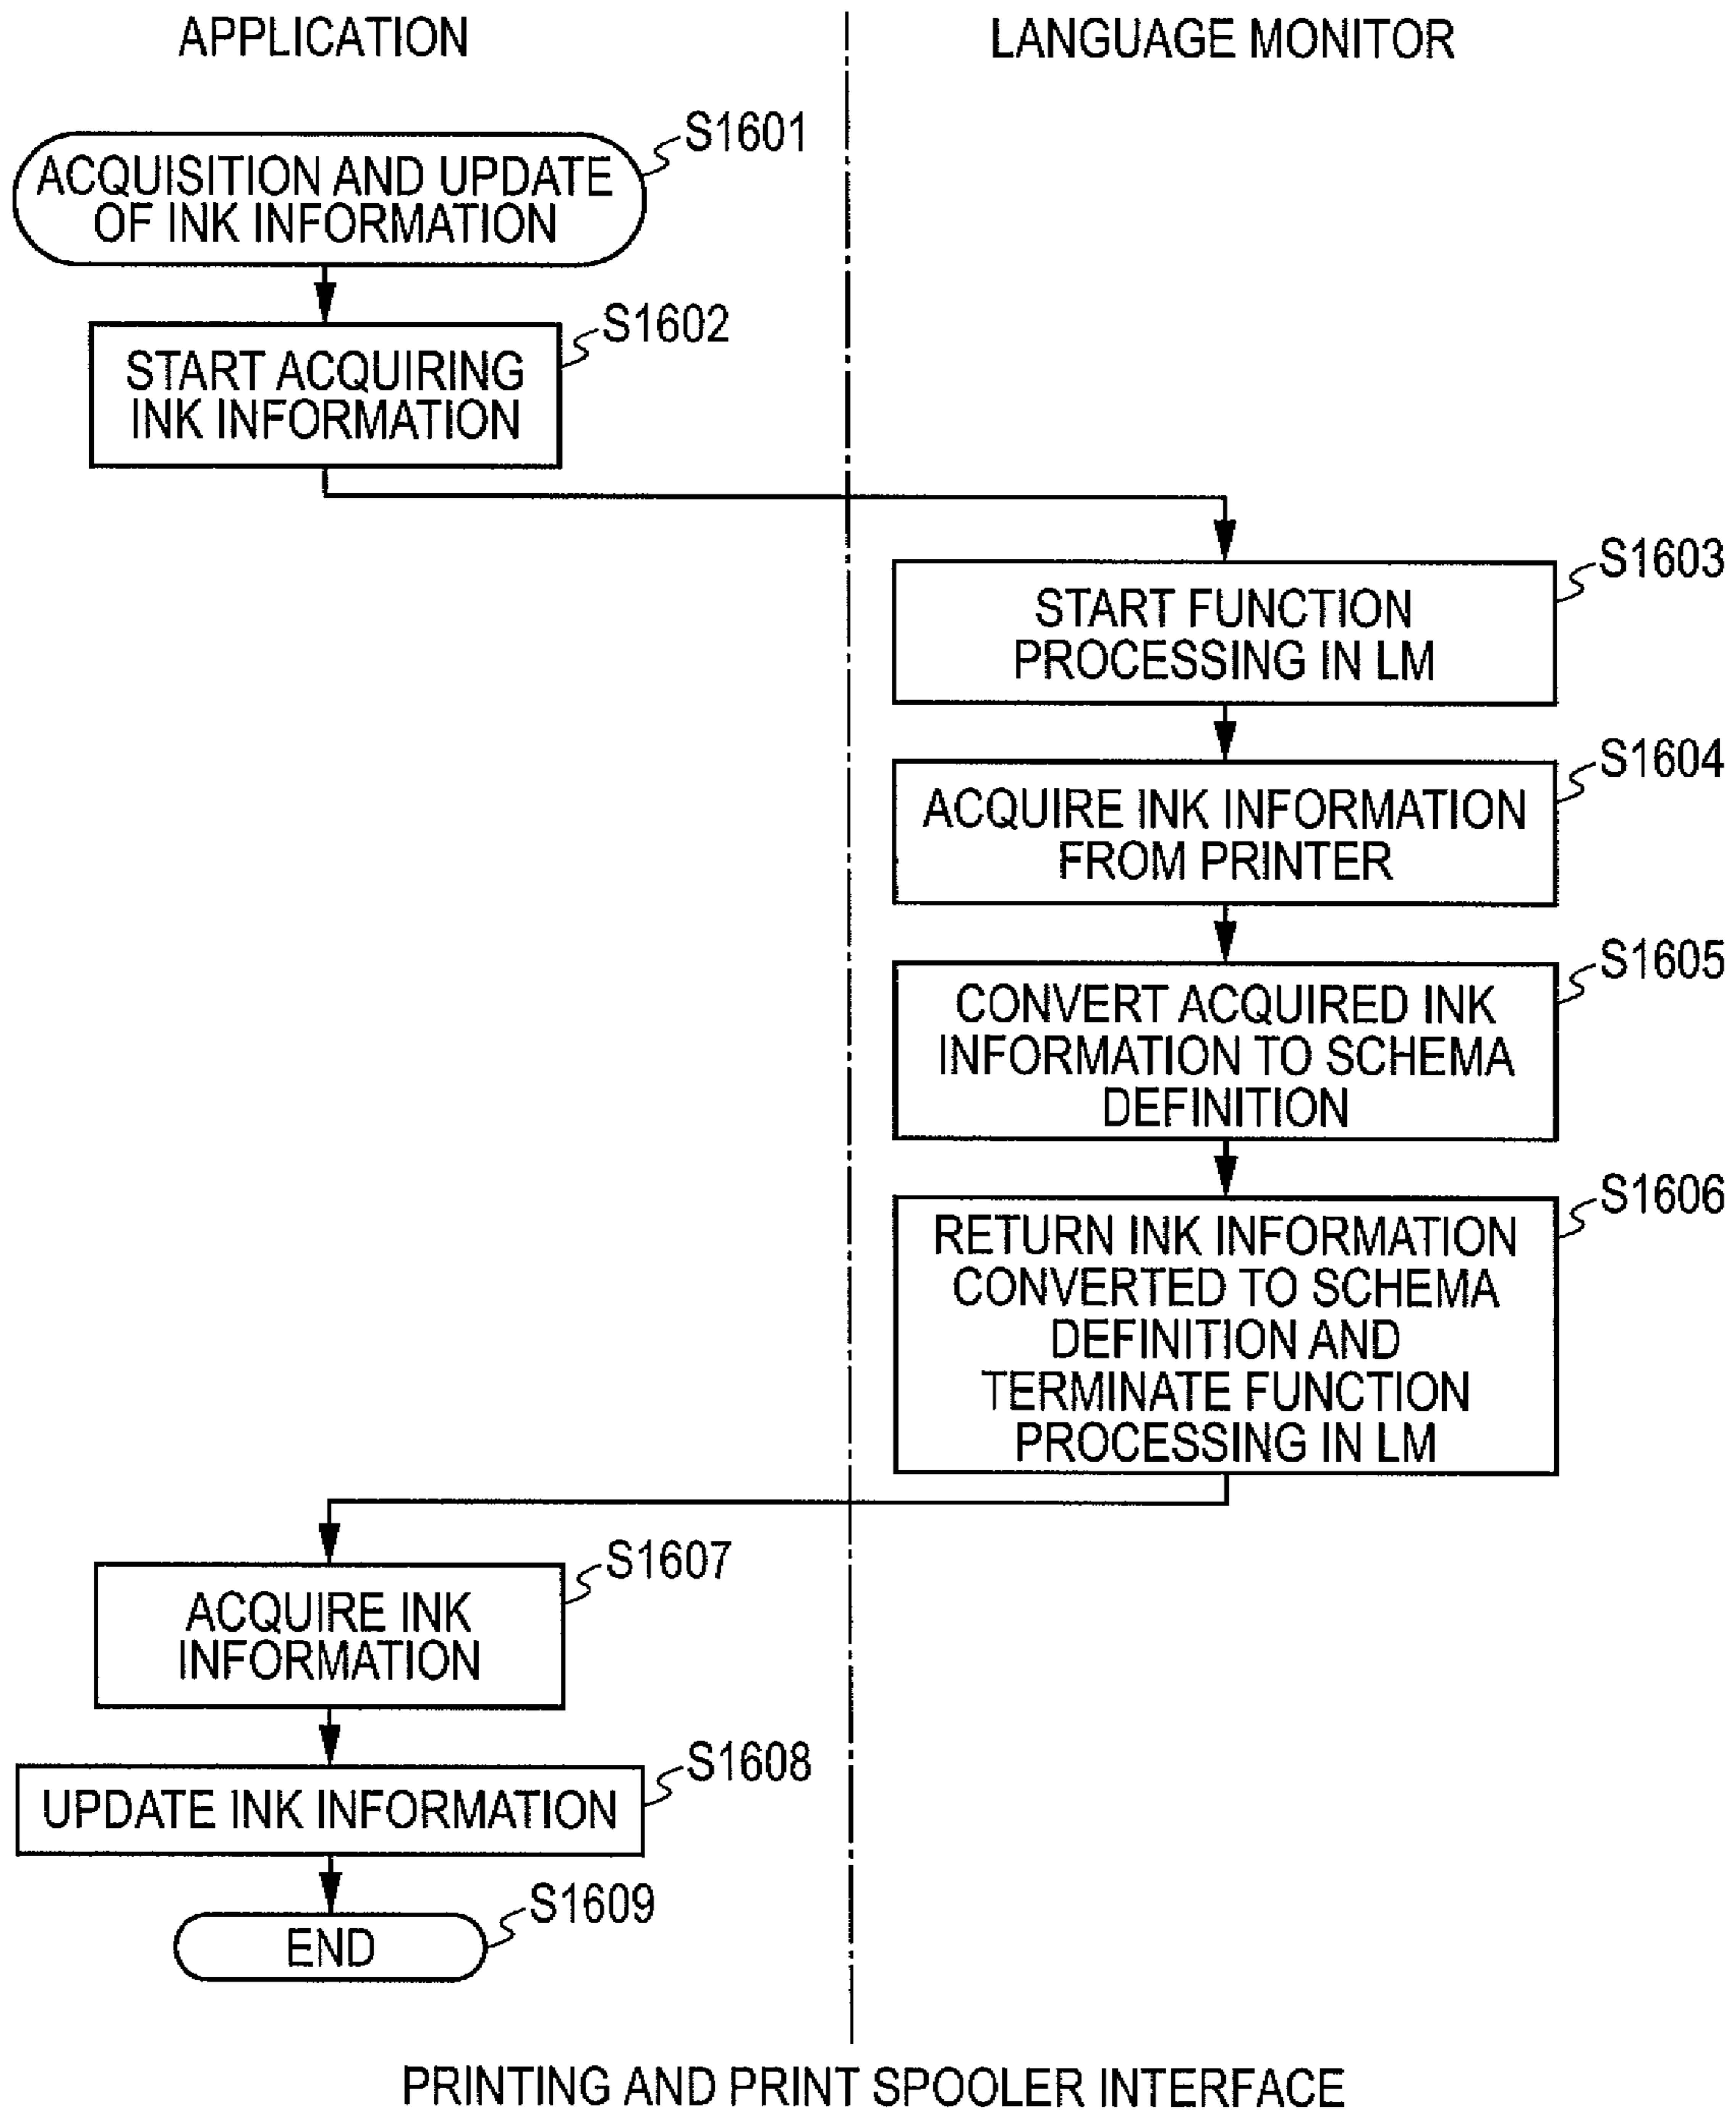 APPLICATION
LANGUAGE MONITOR
S1601
ACQUISITION AND UPDATE
OF INK INFORMATION
S1602
START ACQUIRING
INK INFORMATION
S1603
START FUNCTION
PROCESSING IN LM
S1604
ACQUIRE INK INFORMATION
FROM PRINTER
S1605
CONVERT ACQUIRED INK
INFORMATION TO SCHEMA
DEFINITION
S1606
RETURN INK INFORMATION
CONVERTED TO SCHEMA
DEFINITION AND
TERMINATE FUNCTION
PROCESSING IN LM
S1607
ACQUIRE INK
INFORMATION
S1608
UPDATE INK INFORMATION
S1609
END
PRINTING AND PRINT SPOOLER INTERFACE